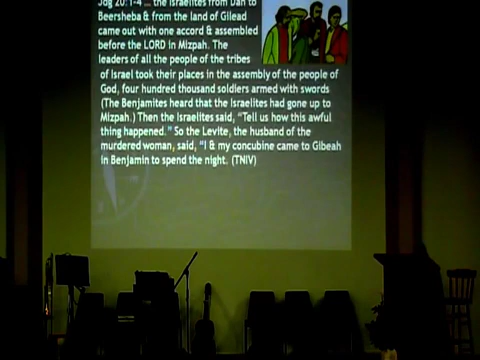 Jdg 20:1-4 ... the Israelites from Dan to
Beersheba & from the land of Gilead
came out with one accord & assembled
before the LORD in Mizpah. The
leaders of all the people of the tribes
of Israel took their places in the assembly of the people of
God, four hundred thousand soldiers armed with swords
(The Benjamites heard that the Israelites had gone up to
Mizpah.) Then the Israelites said, "Tell us how this awful
thing happened." So the Levite, the husband of the
murdered woman, said, "I & my concubine came to Gibeah
in Benjamin to spend the night. (TNIV)